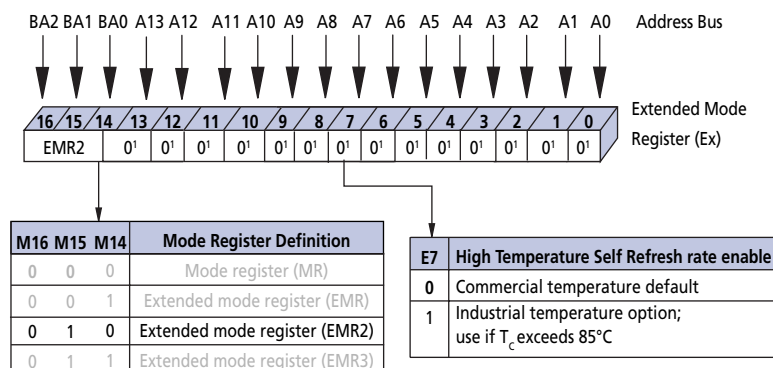 BA2 BA1 BA0 A13 A12 A11 A10 A9 A8 A7 A6 A5 A4 A3 A2 A1 A0 Address Bus
16 15 14 13 12 11 10 9 8 7 6 5 4 3 2 1 0 Extended Mode
Register (Ex)
EMR2 0¹ 0¹ 0¹ 0¹ 0¹ 0¹ 0¹ 0¹ 0¹ 0¹ 0¹ 0¹ 0¹ 0¹
M16 M15 M14 Mode Register Definition
0 0 0 Mode register (MR)
0 0 1 Extended mode register (EMR)
0 1 0 Extended mode register (EMR2)
0 1 1 Extended mode register (EMR3)
E7 High Temperature Self Refresh rate enable
0 Commercial temperature default
1 Industrial temperature option;
use if Tc exceeds 85°C